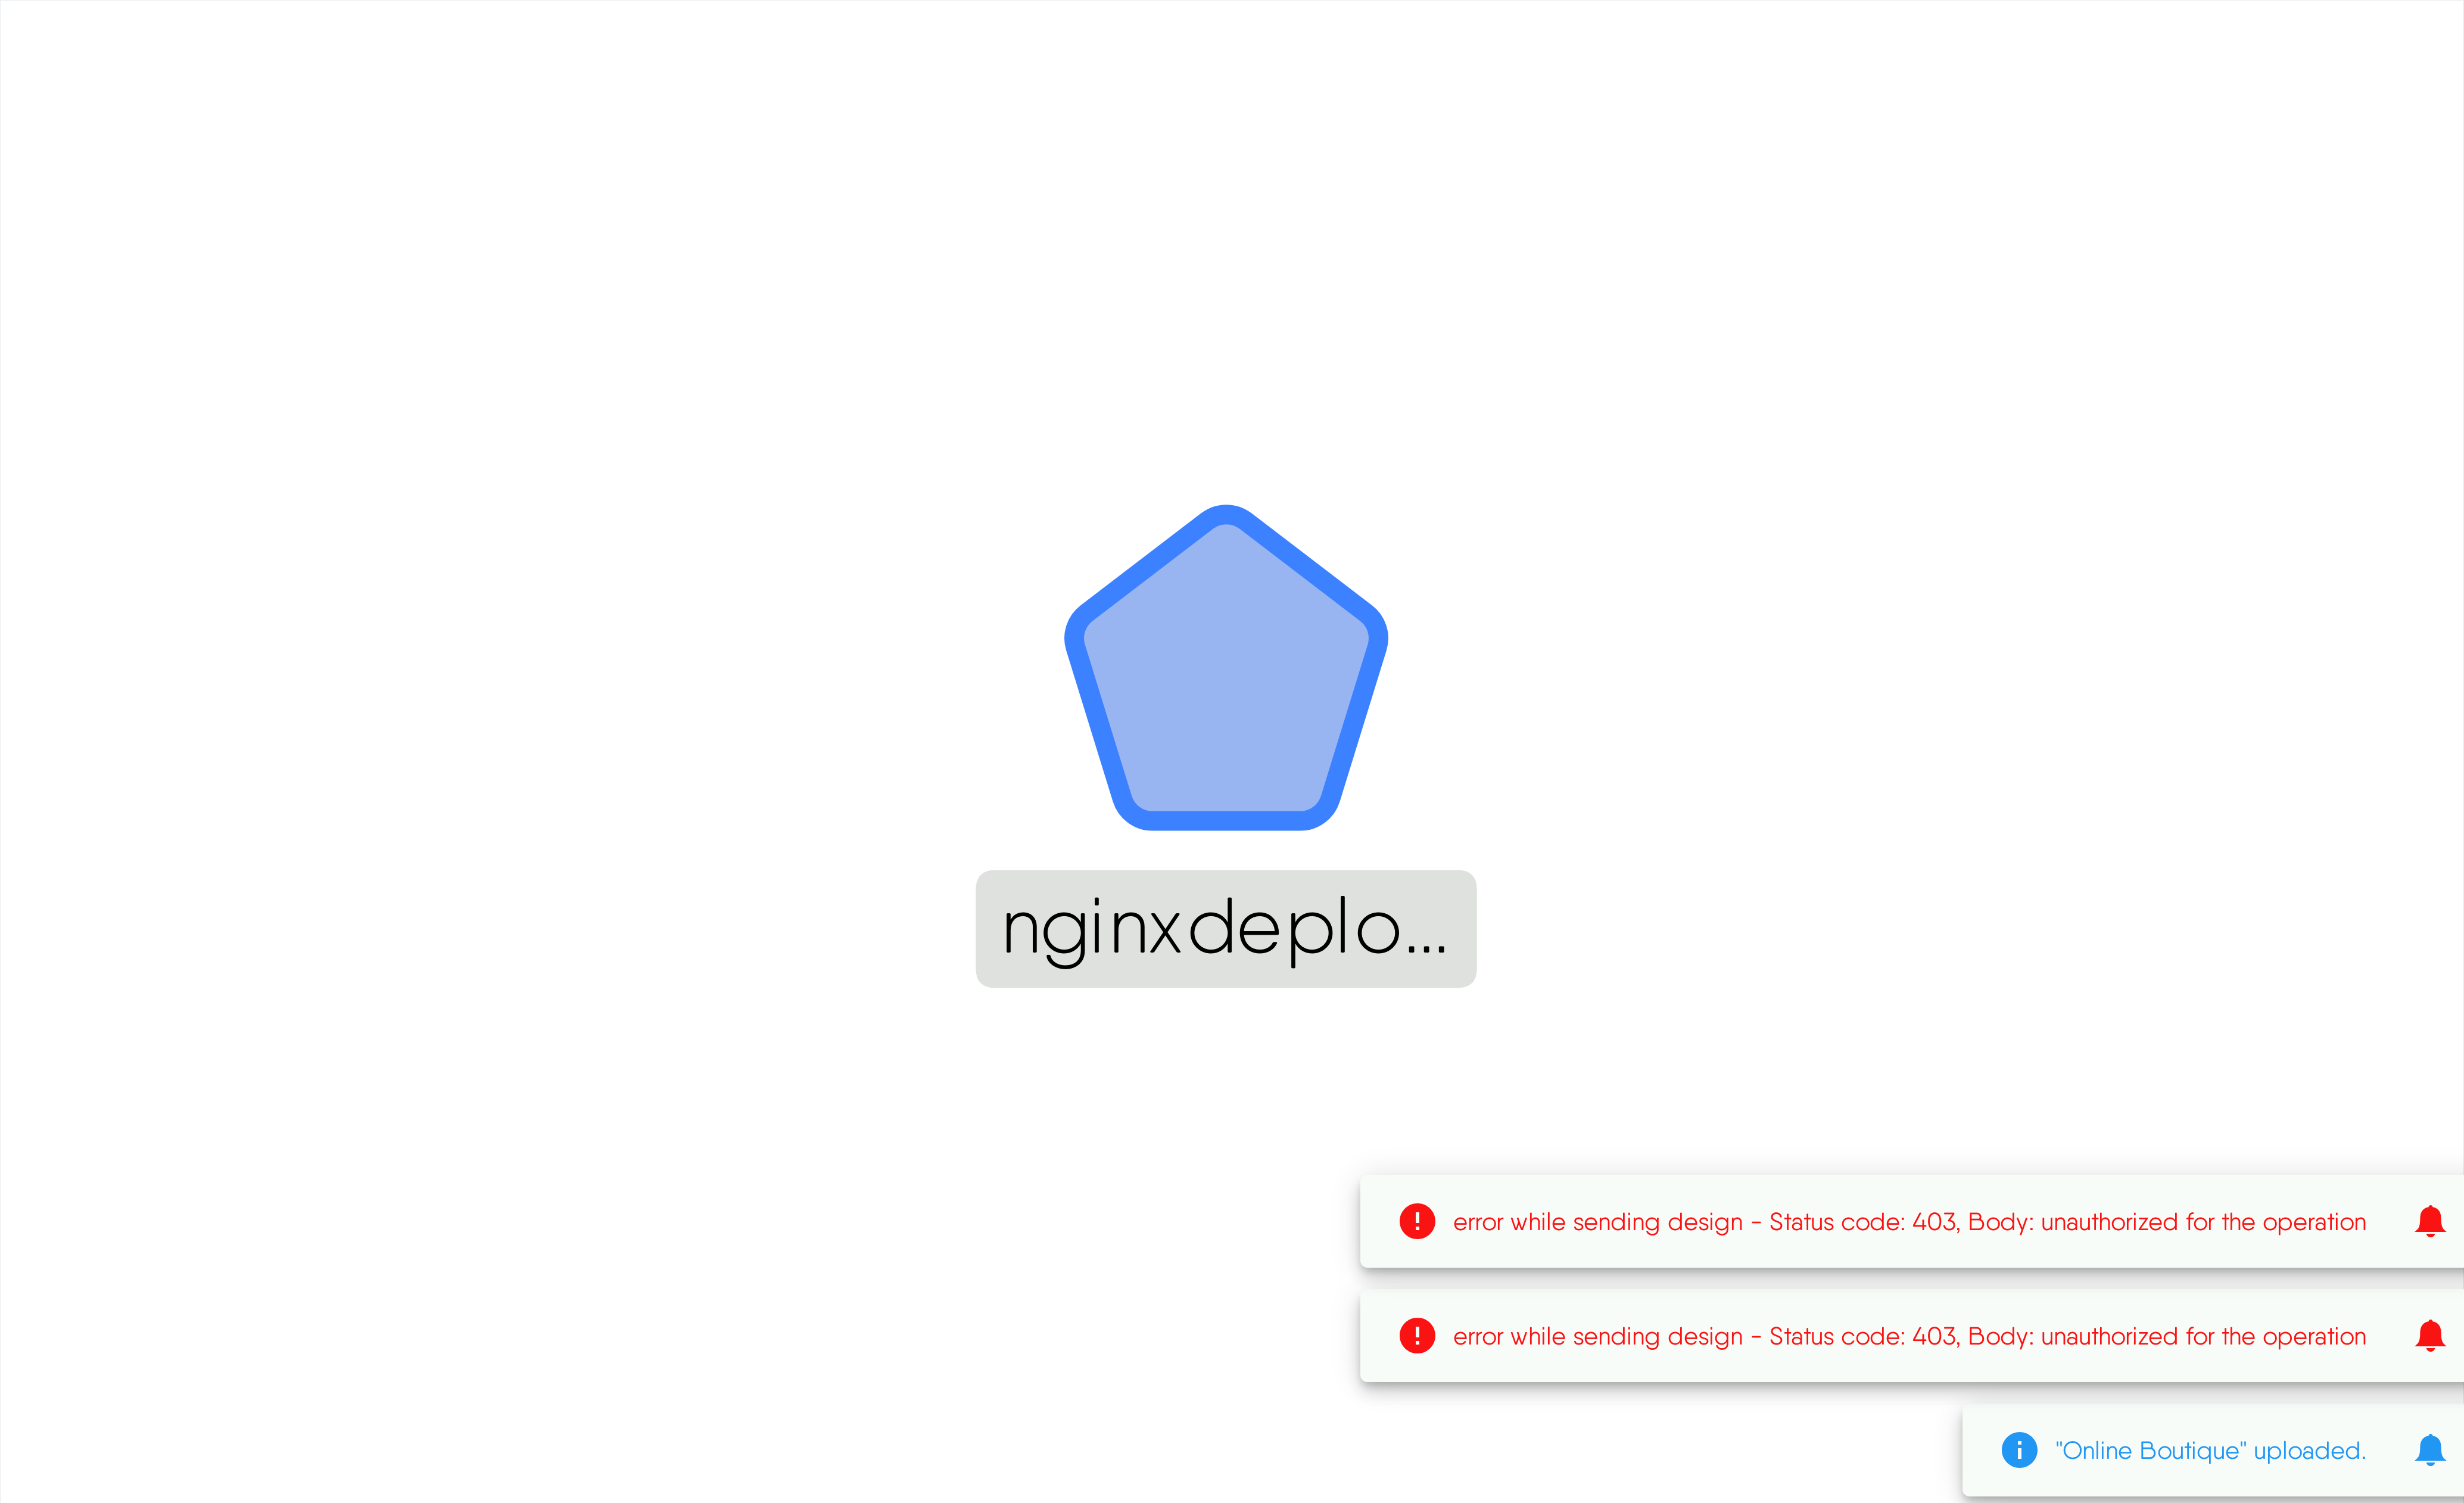 nginxdeplo...
error while sending design - Status code: 403, Body: unauthorized for the operation
error while sending design - Status code: 403, Body: unauthorized for the operation
"Online Boutique" uploaded.